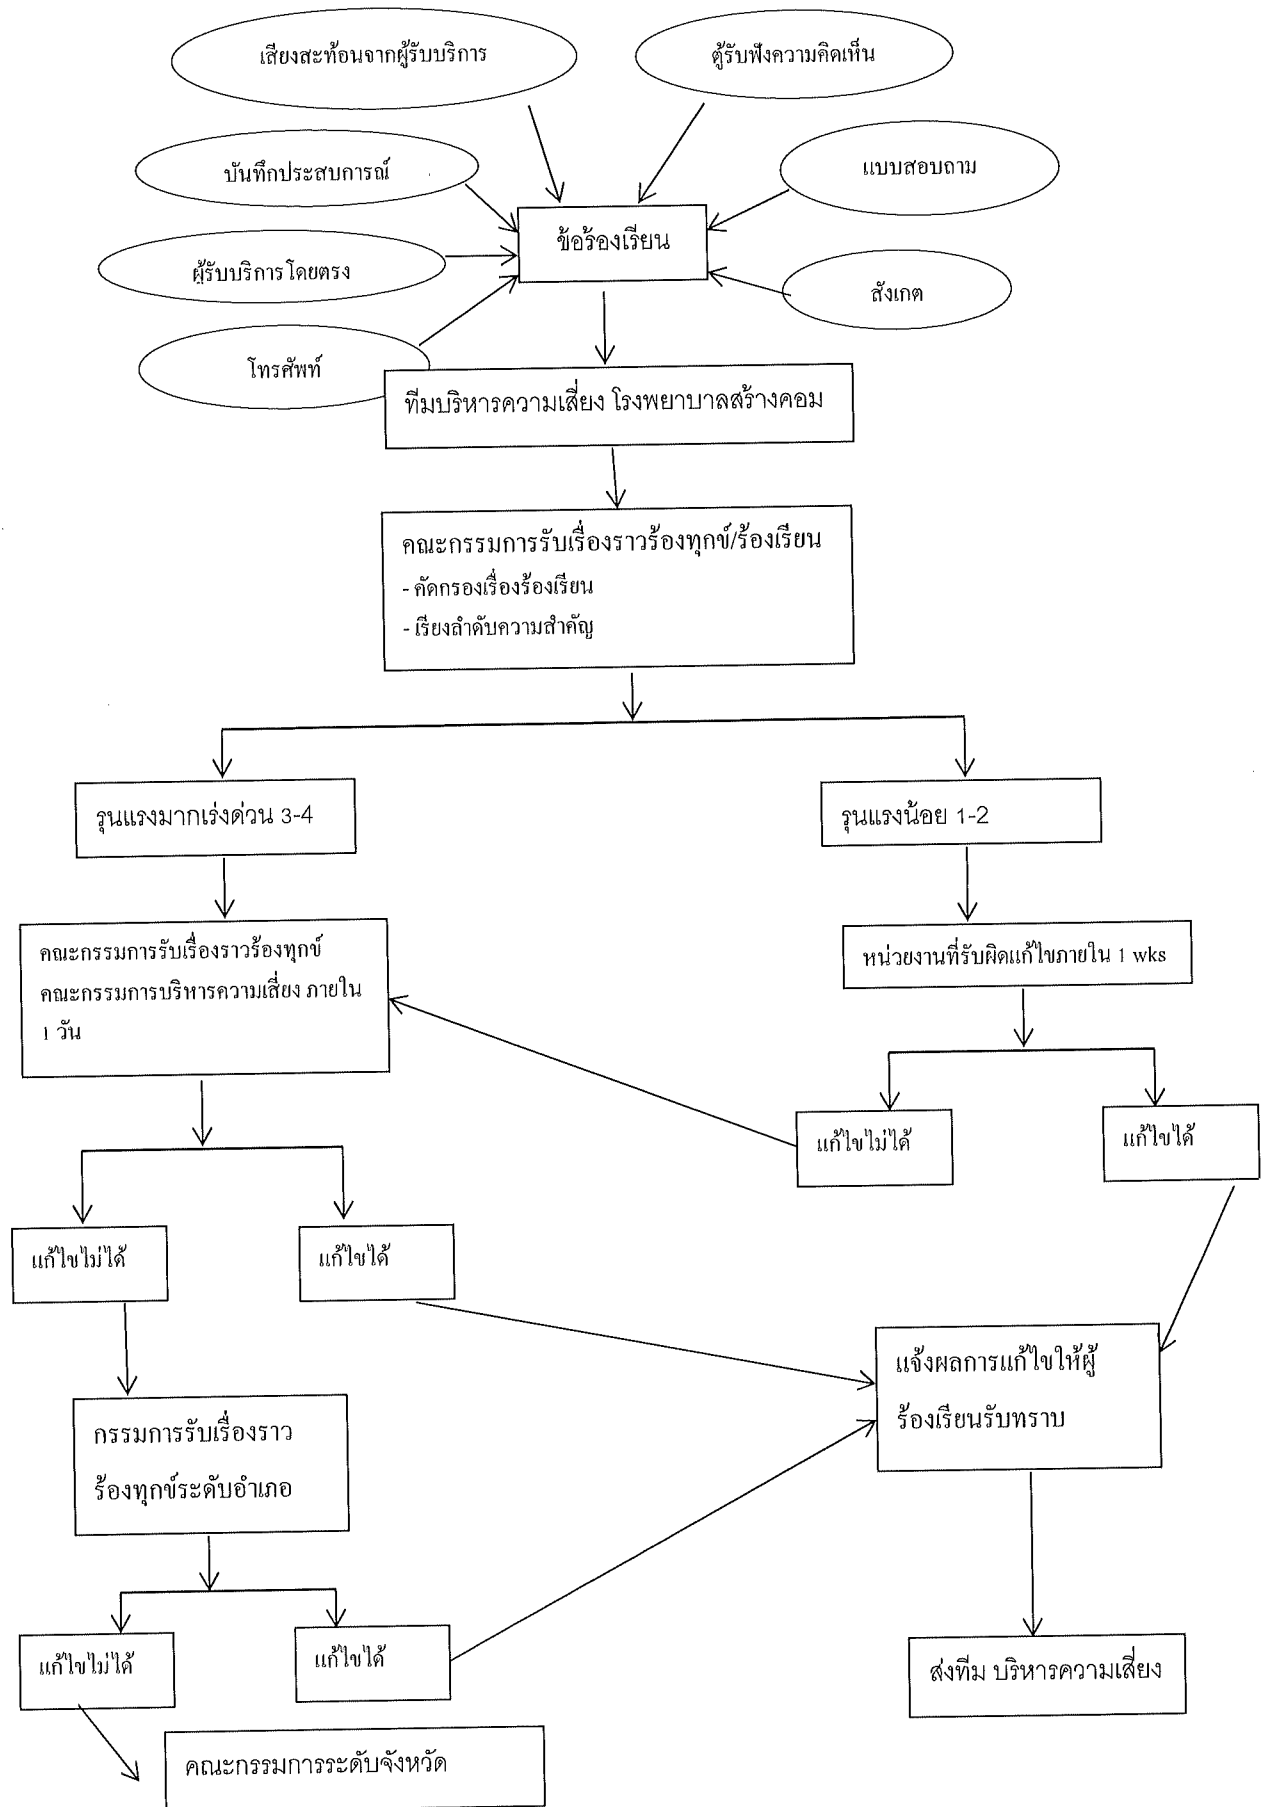 เสียงสะท้อนจากผู้รับบริการ
ตู้รับฟังความคิดเห็น
บันทึกประสบการณ์
แบบสอบถาม
ข้อร้องเรียน
ผู้รับบริการโดยตรง
สังเกต
โทรศัพท์
ทีมบริหารความเสี่ยง โรงพยาบาลสร้างคอม
คณะกรรมการรับเรื่องราวร้องทุกข์/ร้องเรียน
- คัดกรองเรื่องร้องเรียน
- เรียงลำดับความสำคัญ
รุนแรงมากเร่งด่วน 3-4
รุนแรงน้อย 1-2
คณะกรรมการรับเรื่องราวร้องทุกข์
คณะกรรมการบริหารความเสี่ยง ภายใน
1 วัน
หน่วยงานที่รับผิดแก้ไขภายใน 1 wks
แก้ไขไม่ได้
แก้ไขได้
แก้ไขไม่ได้
แก้ไขได้
แจ้งผลการแก้ไขให้ผู้
ร้องเรียนรับทราบ
กรรมการรับเรื่องราว
ร้องทุกข์ระดับอำเภอ
แก้ไขไม่ได้
แก้ไขได้
ส่งทีม บริหารความเสี่ยง
คณะกรรมการระดับจังหวัด